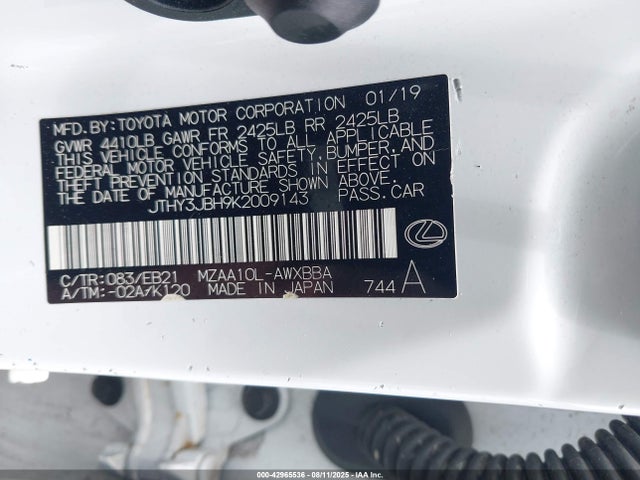 MFD.BY:TOYOTA MOTOR CORPORATION 01/19
GVWR 4410LB GAWR FR 2425LB RR 2425LB
THIS VEHICLE CONFORMS TO ALL APPLICABLE
FEDERAL MOTOR VEHICLE SAFETY,BUMPER,AND
THEFT PREVENTION STANDARDS IN EFFECT ON
THE DATE OF MANUFACTURE SHOWN ABOVE.
JTHY3JBH9K2009143 PASS.CAR
C/TR:083/EB21 MZAA10L-AWXBBA
A/TM:-02A/K120 MADE IN JAPAN 744 A
000-42965536 - 08/11/2025 - IAAI.COM